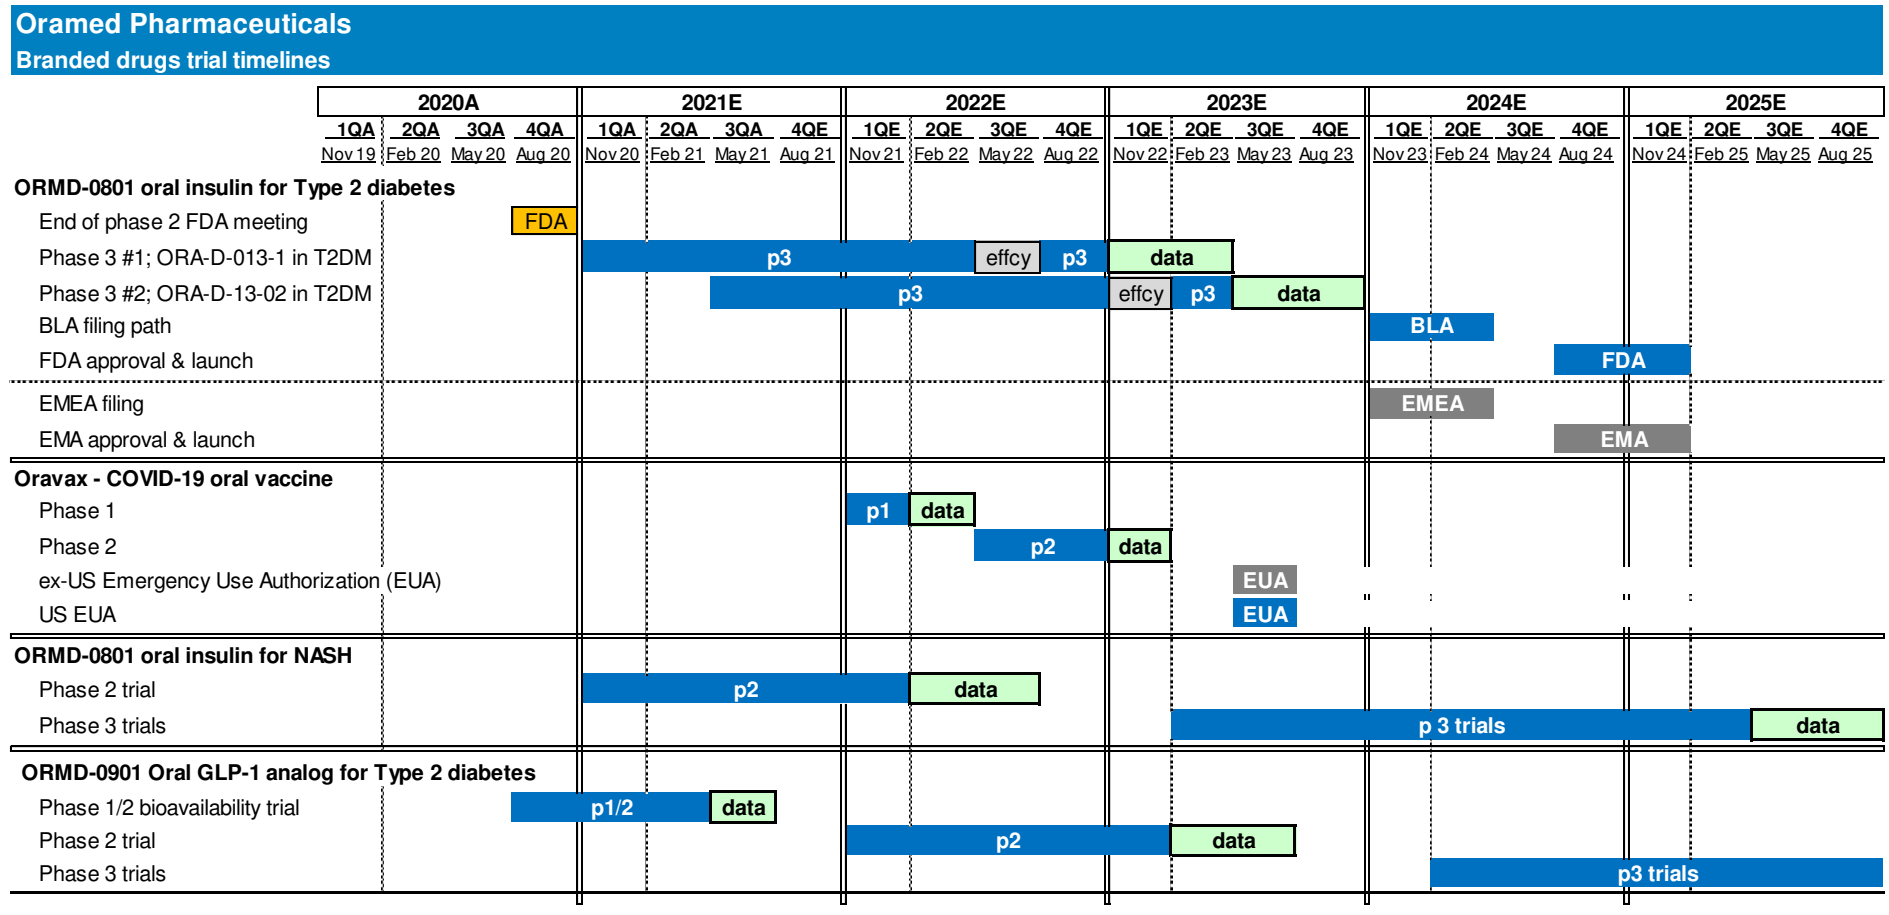 Oramed Pharmaceuticals
Branded drugs trial timelines
2020A 2021E 2022E 2023E 2024E 2025E
1QA 2QA 3QA 4QA 1QA 2QA 3QA 4QE 1QE 2QE 3QE 4QE 1QE 2QE 3QE 4QE 1QE 2QE 3QE 4QE 1QE 2QE 3QE 4QE
Nov 19 Feb 20 May 20 Aug 20 Nov 20 Feb 21 May 21 Aug 21 Nov 21 Feb 22 May 22 Aug 22 Nov 22 Feb 23 May 23 Aug 23 Nov 23 Feb 24 May 24 Aug 24 Nov 24 Feb 25 May 25 Aug 25
ORMD-0801 oral insulin for Type 2 diabetes
End of phase 2 FDA meeting FDA
Phase 3 #1; ORA-D-013-1 in T2DM p3 effcy p3 data
Phase 3 #2; ORA-D-13-02 in T2DM p3 effcy p3 data
BLA filing path BLA
FDA approval & launch FDA
EMEA filing EMEA
EMA approval & launch EMA
Oravax - COVID-19 oral vaccine
Phase 1 p1 data
Phase 2 p2 data
ex-US Emergency Use Authorization (EUA) EUA
US EUA EUA
ORMD-0801 oral insulin for NASH
Phase 2 trial p2 data
Phase 3 trials p 3 trials data
ORMD-0901 Oral GLP-1 analog for Type 2 diabetes
Phase 1/2 bioavailability trial p1/2 data
Phase 2 trial p2 data
Phase 3 trials p3 trials